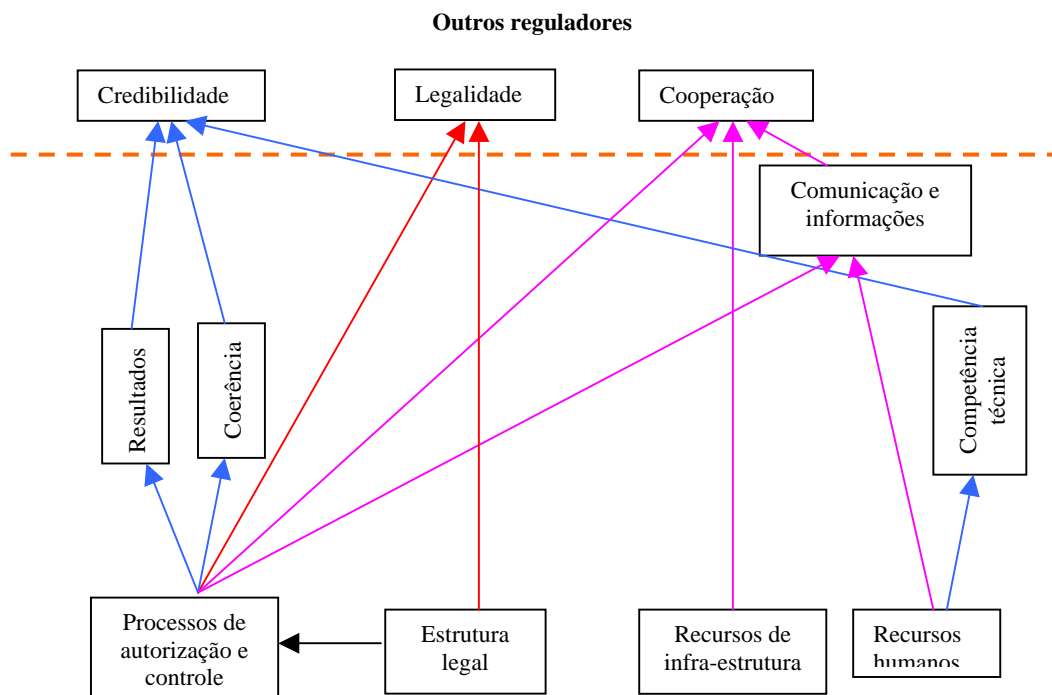 Outros reguladores
Credibilidade
Legalidade
Cooperação
Comunicação e
informações
Resultados
Coerência
Competência
técnica
Processos de
autorização e
controle
Estrutura
legal
Recursos de
infra-estrutura
Recursos
humanos